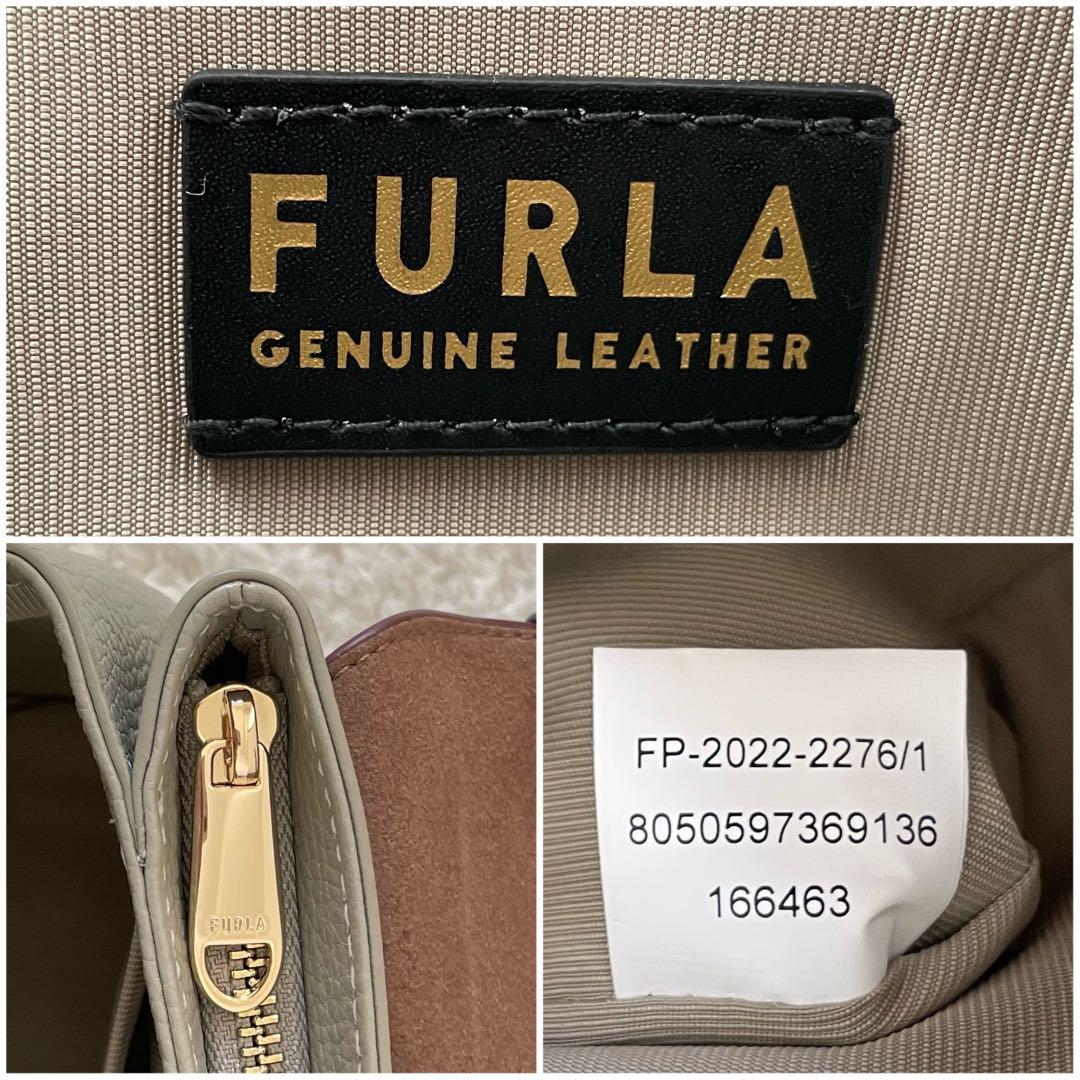 FURLA
GENUINE LEATHER
FURLA
FP-2022-2276/1
8050597369136
166463